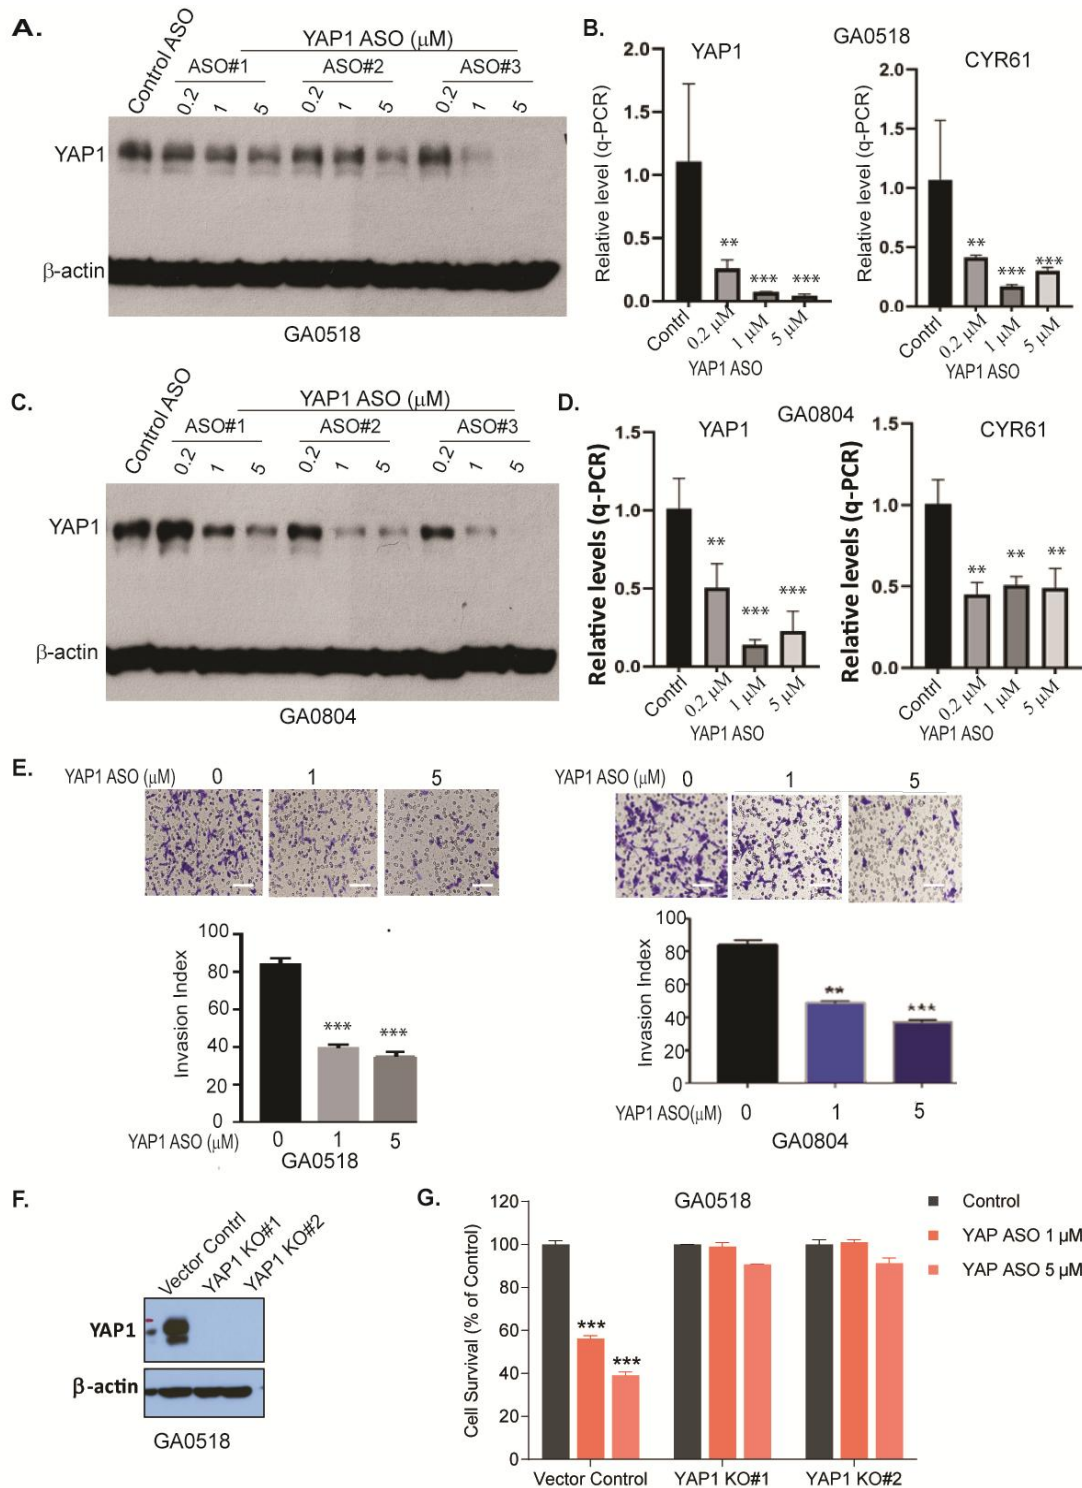 A.
YAP1 ASO (μM)
Control ASO
ASO#1 ASO#2 ASO#3
0.2 1 5 0.2 1 5 0.2 1 5
YAP1
β-actin
GA0518
B.
GA0518
YAP1
Relative level (q-PCR)
2.0
1.5
1.0
0.5
0.0
** *** ***
Contrl 0.2 μM 1 μM 5 μM
YAP1 ASO
CYR61
Relative level (q-PCR)
2.0
1.5
1.0
0.5
0.0
** *** ***
Contrl 0.2 μM 1 μM 5 μM
YAP1 ASO
C.
YAP1 ASO (μM)
Control ASO
ASO#1 ASO#2 ASO#3
0.2 1 5 0.2 1 5 0.2 1 5
YAP1
β-actin
GA0804
D.
GA0804
YAP1
Relative levels (q-PCR)
1.5
1.0
0.5
0.0
** *** ***
Contrl 0.2 μM 1 μM 5 μM
YAP1 ASO
CYR61
Relative levels (q-PCR)
1.5
1.0
0.5
0.0
** ** **
Contrl 0.2 μM 1 μM 5 μM
YAP1 ASO
E.
YAP1 ASO (μM) 0 1 5
Invasion Index
100
80
60
40
20
0
*** ***
YAP1 ASO (μM) 0 1 5
GA0518
YAP1 ASO (μM) 0 1 5
Invasion Index
100
80
60
40
20
0
** ***
YAP1 ASO(μM) 0 1 5
GA0804
F.
Vector Contrl YAP1 KO#1 YAP1 KO#2
YAP1
β-actin
GA0518
G.
GA0518
Cell Survival (% of Control)
120
100
80
60
40
20
0
*** ***
Vector Control YAP1 KO#1 YAP1 KO#2
Control
YAP ASO 1 μM
YAP ASO 5 μM